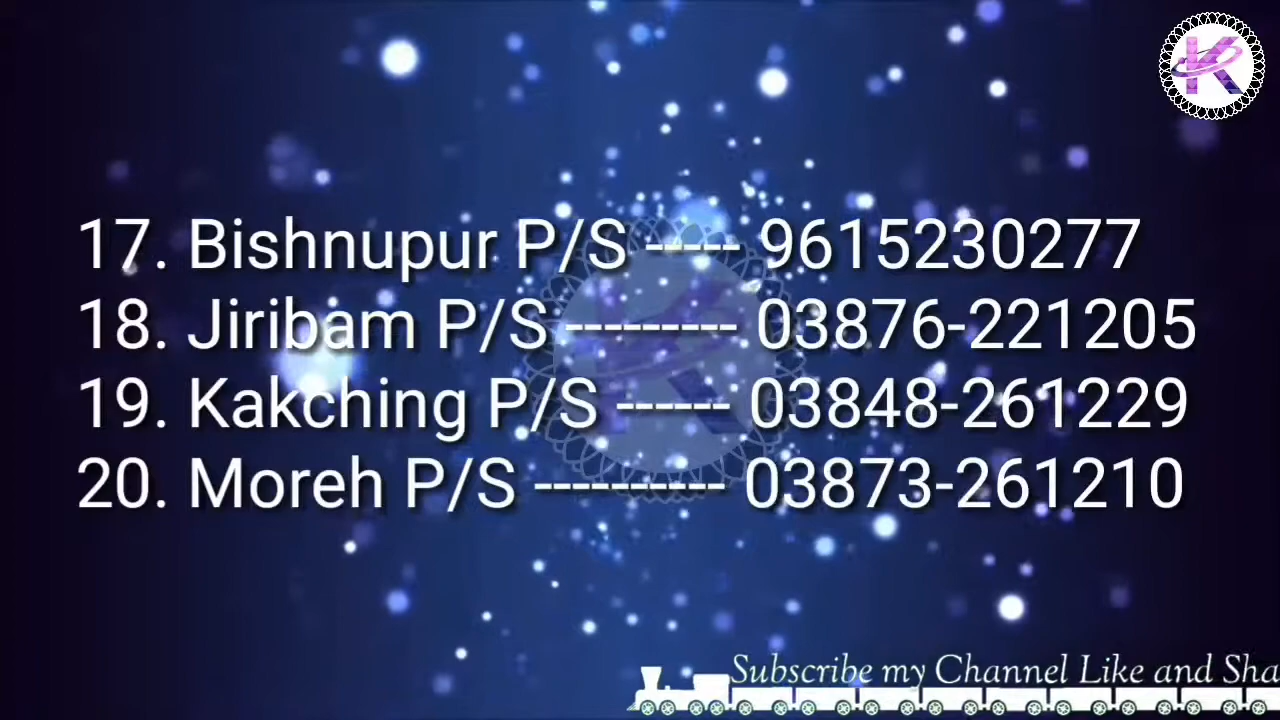 17. Bishnupur P/S ----- 9615230277
18. Jiribam P/S --------- 03876-221205
19. Kakching P/S ------ 03848-261229
20. Moreh P/S ---------- 03873-261210
Subscribe my Channel Like and Sha
K